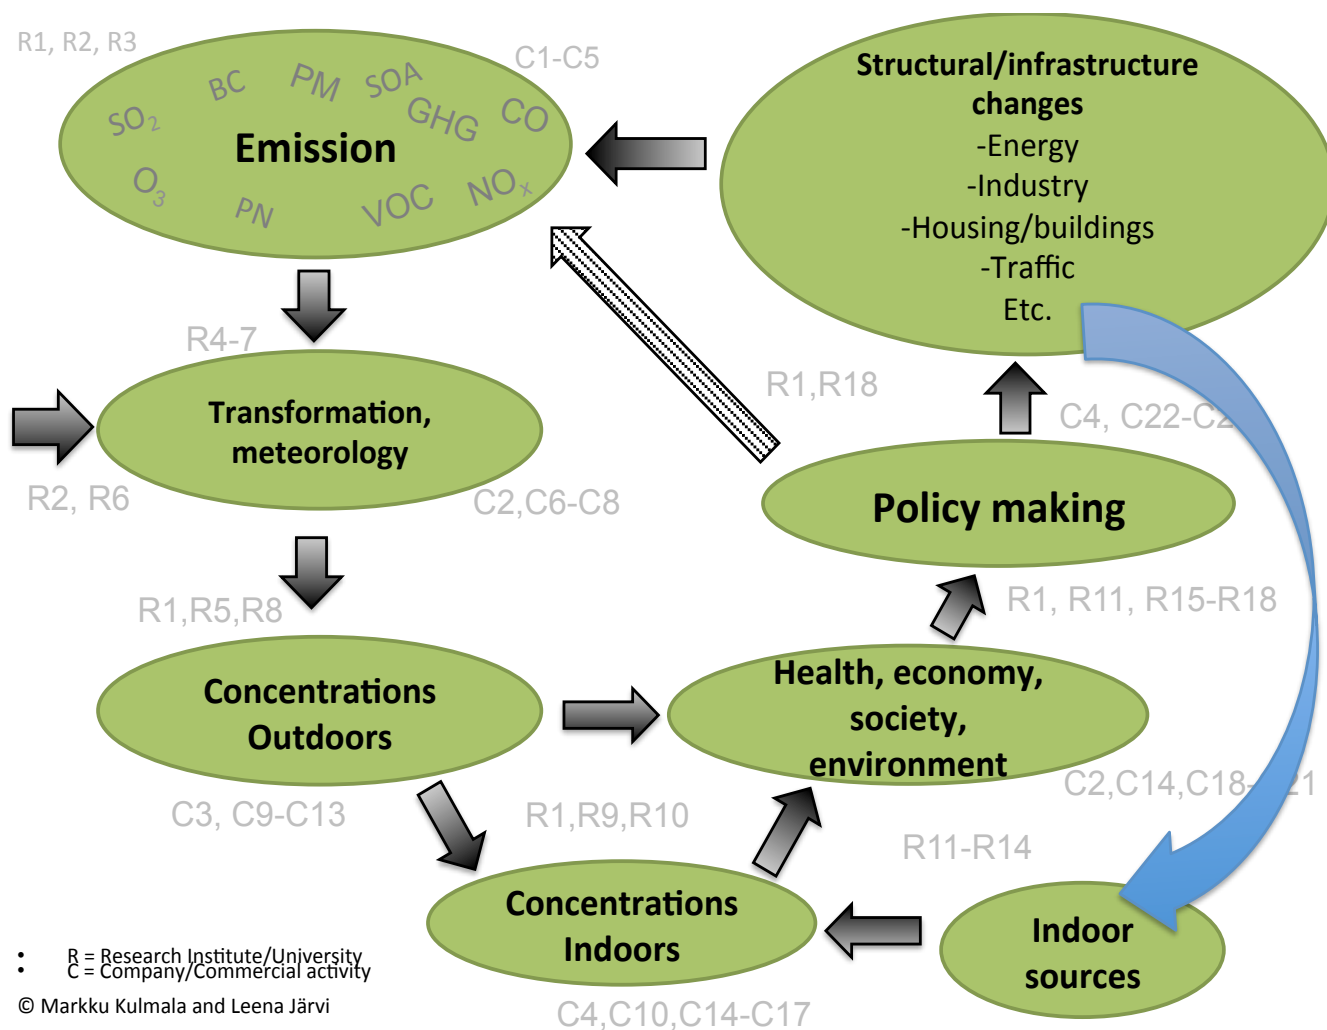 R1, R2, R3
C1-C5
SO2
BC
PM
SOA
GHG
CO
Emission
O3
PN
VOC
NOx
Structural/infrastructure
changes
-Energy
-Industry
-Housing/buildings
-Traffic
Etc.
R4-7
Transformation,
meteorology
R2, R6
C2,C6-C8
R1,R18
C4, C22-C2
Policy making
R1, R11, R15-R18
R1,R5,R8
Concentrations
Outdoors
C3, C9-C13
Health, economy,
society,
environment
C2,C14,C18-21
R1,R9,R10
R11-R14
Concentrations
Indoors
C4,C10,C14-C17
Indoor
sources
• R = Research Institute/University
• C = Company/Commercial activity
© Markku Kulmala and Leena Järvi